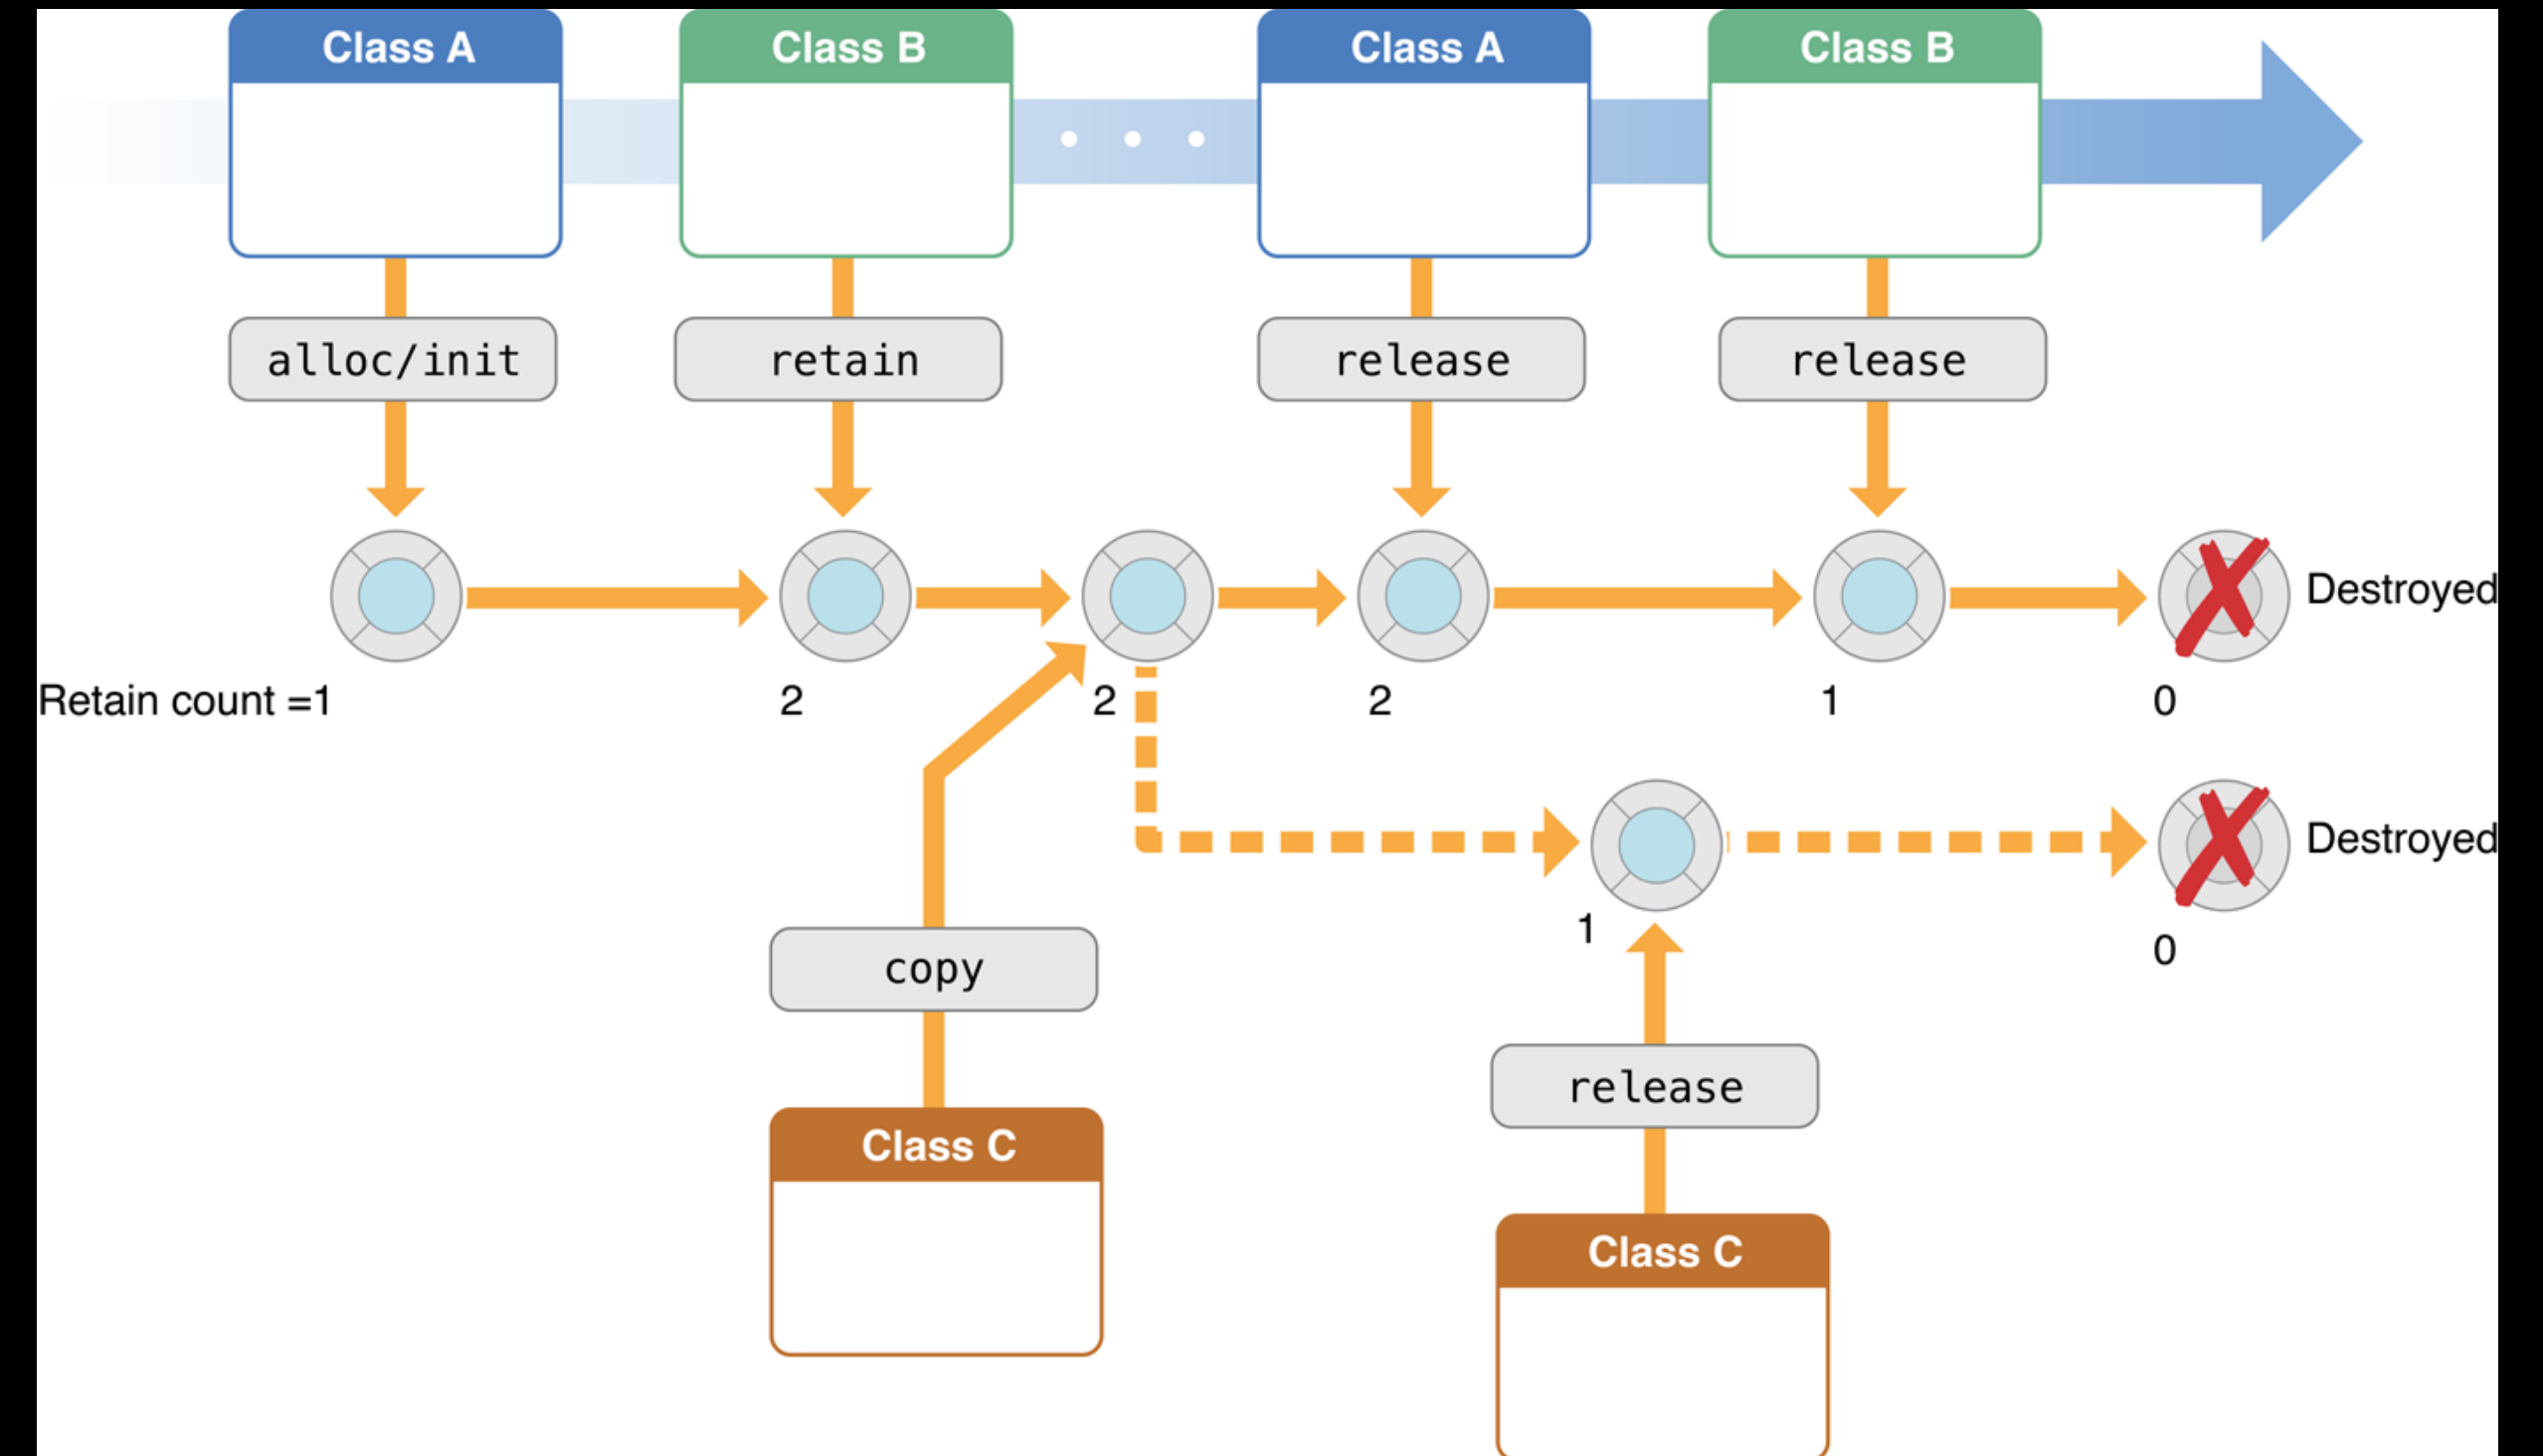 Class A
Class B
Class A
Class B
alloc/init
retain
release
release
Destroyed
Retain count =1
2
2
2
1
0
Destroyed
1
0
copy
release
Class C
Class C